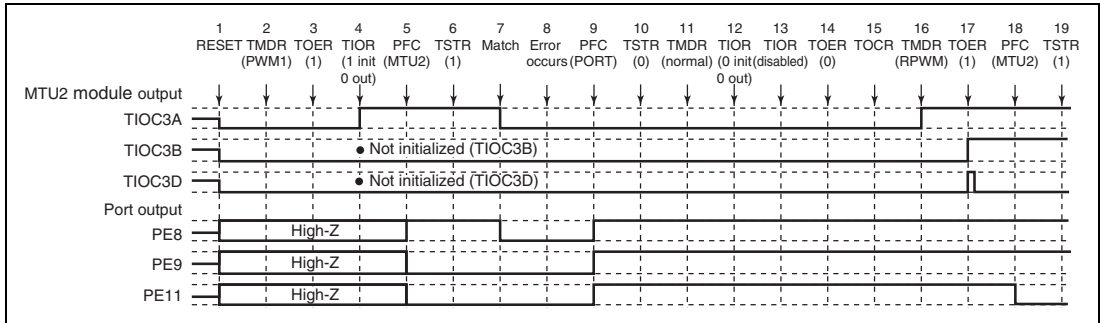 1 2 3 4 5 6 7 8 9 10 11 12 13 14 15 16 17 18 19
RESET TMDR TOER TIOR PFC TSTR Match Error PFC TSTR TMDR TIOR TIOR TOER TOCR TMDR TOER PFC TSTR
(PWM1) (1) (1 init (MTU2) (1) occurs (PORT) (0) (normal) (0 init (disabled) (0) (RPWM) (1) (MTU2) (1)
0 out) 0 out)
MTU2 module output
TIOC3A
TIOC3B • Not initialized (TIOC3B)
TIOC3D • Not initialized (TIOC3D)
Port output
PE8 High-Z
PE9 High-Z
PE11 High-Z